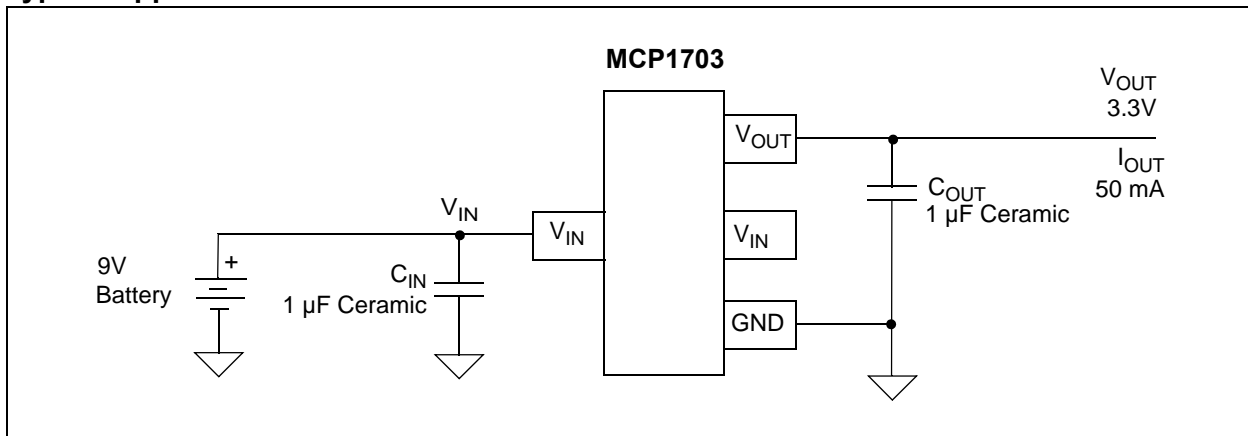 MCP1703
V_OUT
3.3V
V_OUT
I_OUT
50 mA
C_OUT
1 µF Ceramic
V_IN
V_IN
V_IN
9V
Battery
+
C_IN
1 µF Ceramic
GND